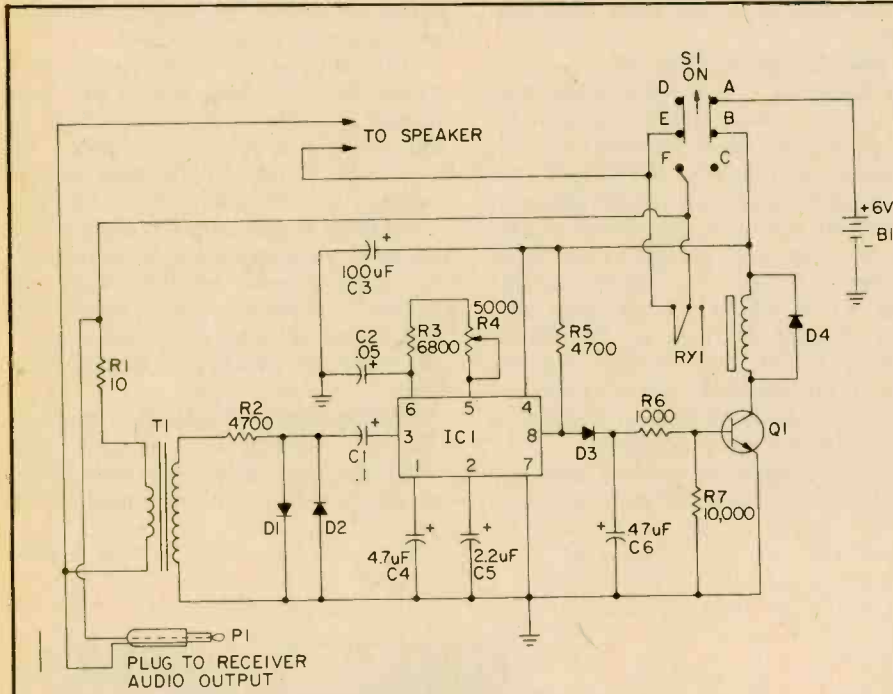 S1
ON
D
A
E
B
F
C
TO SPEAKER
+6V
B1
-
+
100uF
C3
5000
R4
R3
6800
R5
4700
C2
.05
+
RY1
D4
R1
10
T1
R2
4700
C1
.1
+
6
5
4
3
IC1
8
1
2
7
D3
R6
1000
Q1
D1
D2
R7
10,000
+
4.7uF
C4
+
2.2uF
C5
+
47uF
C6
P1
PLUG TO RECEIVER
AUDIO OUTPUT